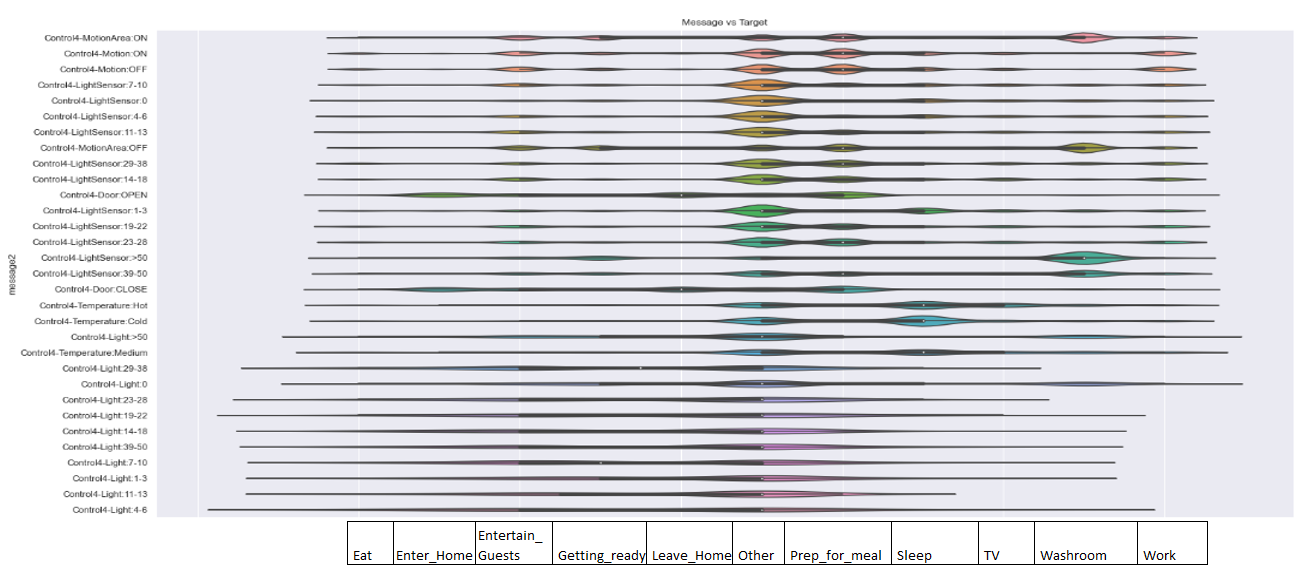 Message vs Target
Control4-MotionArea:ON
Control4-Motion:ON
Control4-Motion:OFF
Control4-LightSensor:7-10
Control4-LightSensor:0
Control4-LightSensor:4-6
Control4-LightSensor:11-13
Control4-MotionArea:OFF
Control4-LightSensor:29-38
Control4-LightSensor:14-18
Control4-Door:OPEN
Control4-LightSensor:1-3
Control4-LightSensor:19-22
Control4-LightSensor:23-28
Control4-LightSensor:>50
Control4-LightSensor:39-50
Control4-Door:CLOSE
Control4-Temperature:Hot
Control4-Temperature:Cold
Control4-Light:>50
Control4-Temperature:Medium
Control4-Light:29-38
Control4-Light:0
Control4-Light:23-28
Control4-Light:19-22
Control4-Light:14-18
Control4-Light:39-50
Control4-Light:7-10
Control4-Light:1-3
Control4-Light:11-13
Control4-Light:4-6
message2
Eat
Enter_Home
Entertain_
Guests
Getting_ready
Leave_Home
Other
Prep_for_meal
Sleep
TV
Washroom
Work